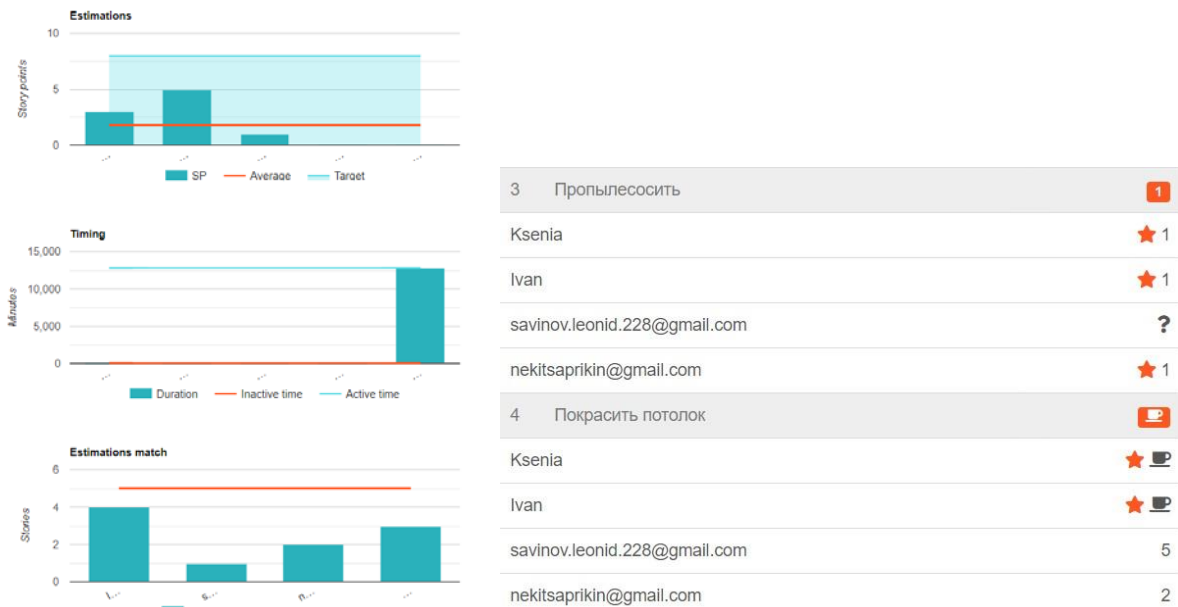 Estimations
10
Story points
5
0
... ... ... ... ...
SP Average Target
Timing
15,000
Minutes
10,000
5,000
0
... ... ... ... ...
Duration Inactive time Active time
Estimations match
6
Stories
4
2
0
I... s... n... ...
3 Пропылесосить 1
Ksenia 1
Ivan 1
savinov.leonid.228@gmail.com ?
nekitsaprikin@gmail.com 1
4 Покрасить потолок
Ksenia
Ivan
savinov.leonid.228@gmail.com 5
nekitsaprikin@gmail.com 2